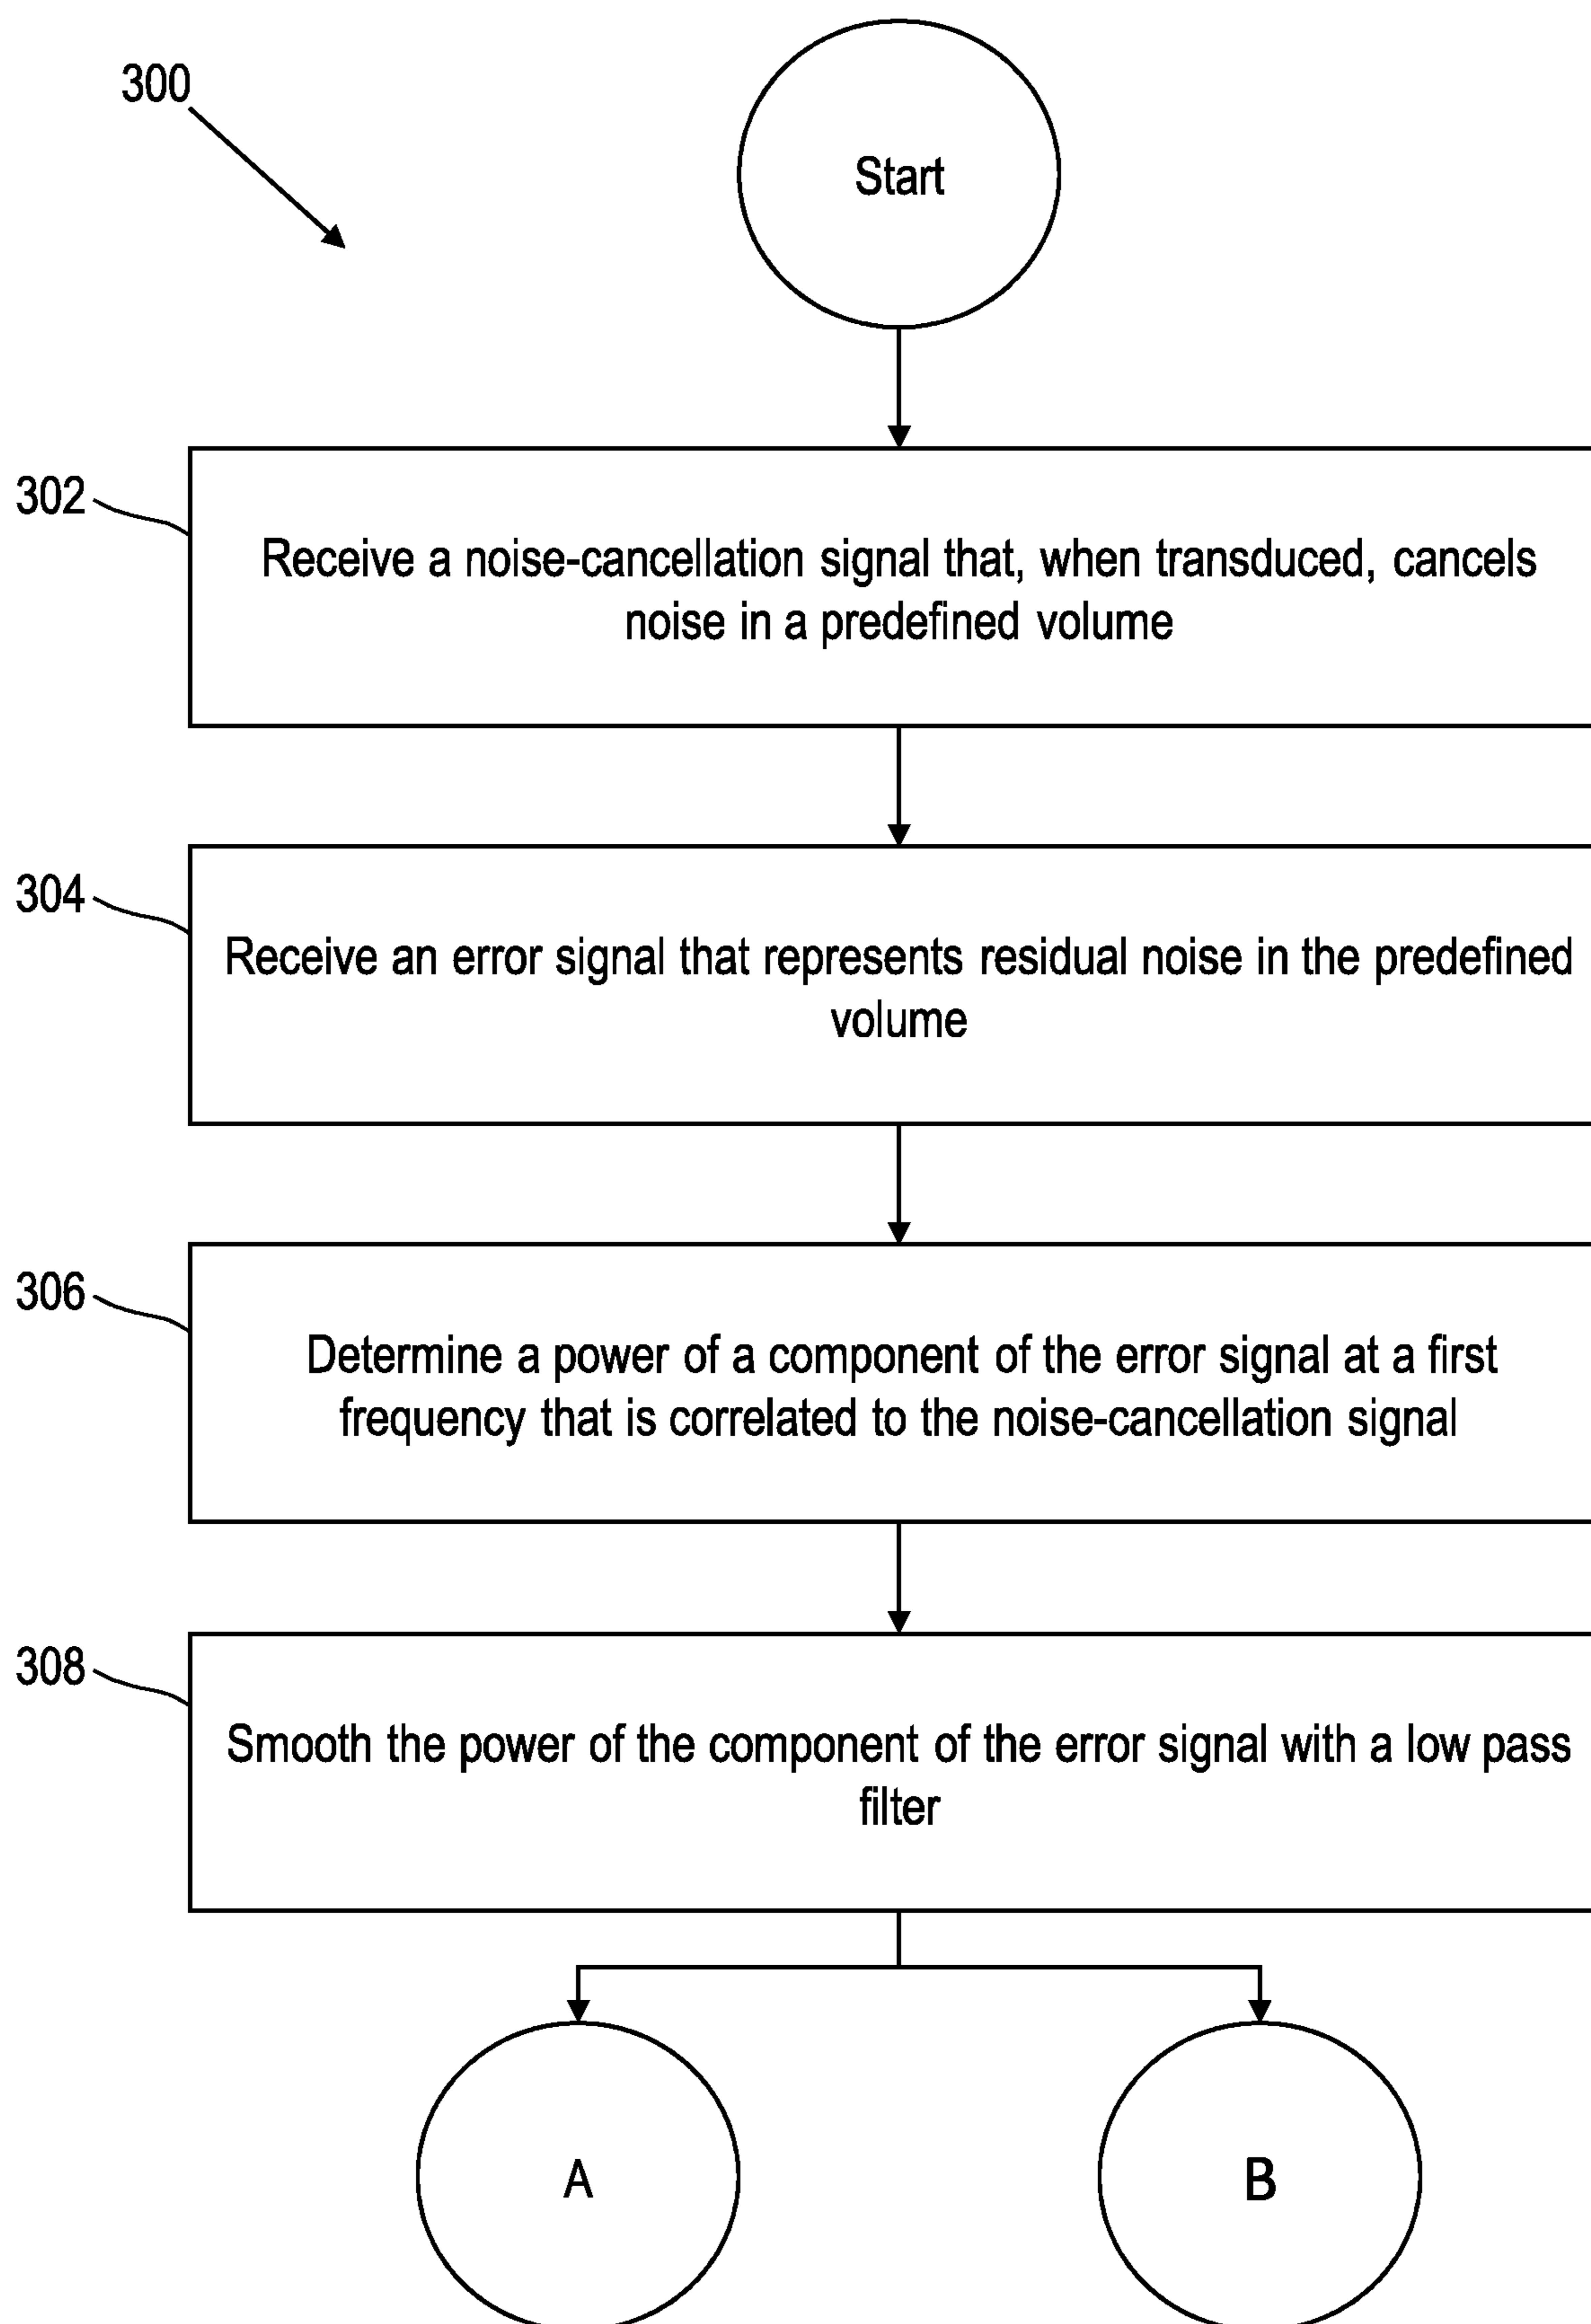 300
Start
302
Receive a noise-cancellation signal that, when transduced, cancels
noise in a predefined volume
304
Receive an error signal that represents residual noise in the predefined
volume
306
Determine a power of a component of the error signal at a first
frequency that is correlated to the noise-cancellation signal
308
Smooth the power of the component of the error signal with a low pass
filter
A
B